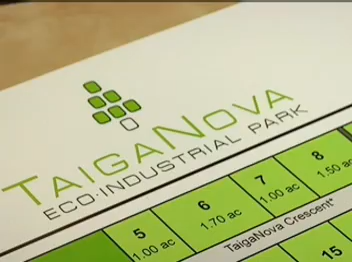 TAIGANOVA
ECO-INDUSTRIAL PARK
5
1.00 ac
6
1.70 ac
7
1.00 ac
8
1.50 ac
TaigaNova Crescent*
15